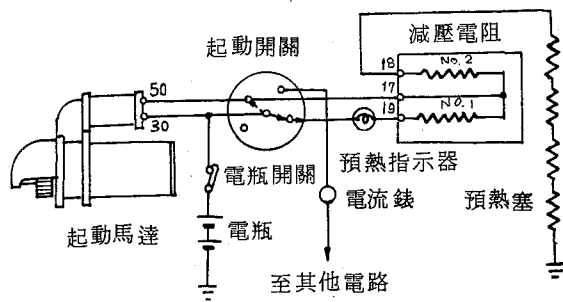 減壓電阻
起動開關
18
No. 2
50
17
No. 1
30
19
預熱指示器
電瓶開關
電流錶
預熱塞
起動馬達
電瓶
至其他電路